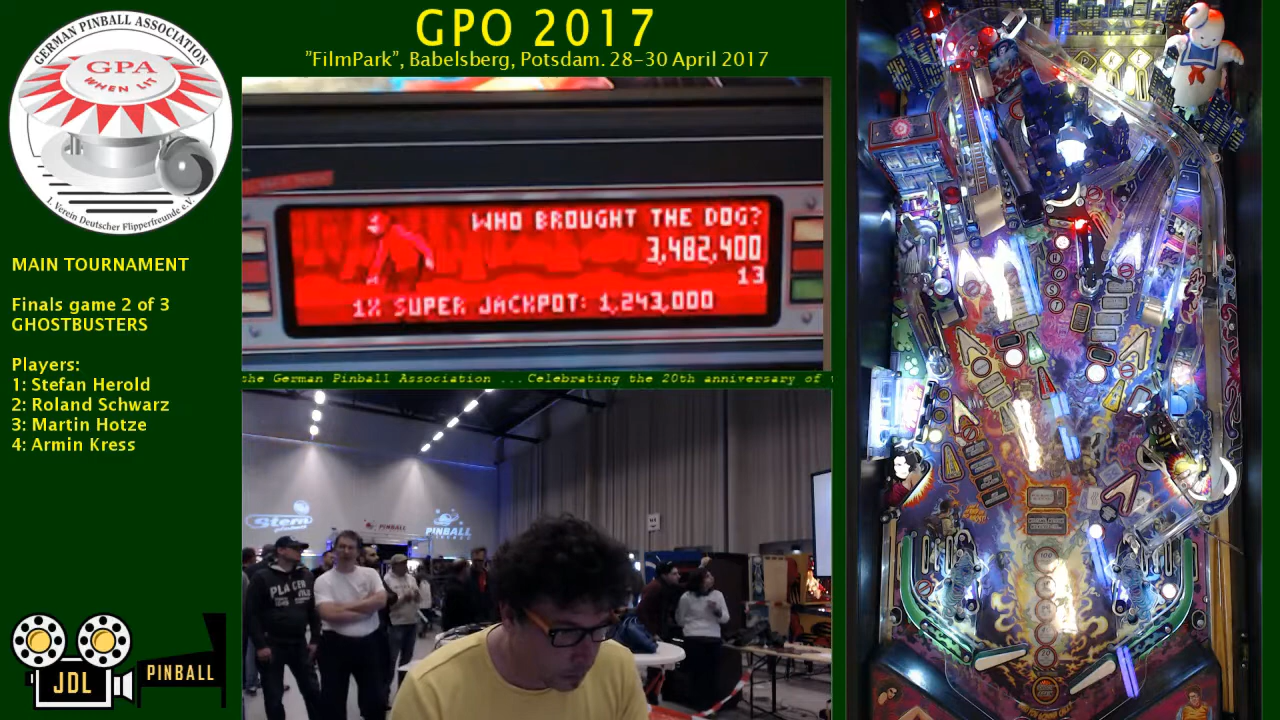 GERMAN PINBALL ASSOCIATION
GPA
WHEN LIT
1. Verein Deutscher Flipperfreunde e.V.
GPO 2017
"FilmPark", Babelsberg, Potsdam. 28-30 April 2017
MAIN TOURNAMENT
Finals game 2 of 3
GHOSTBUSTERS
Players:
1: Stefan Herold
2: Roland Schwarz
3: Martin Hotze
4: Armin Kress
WHO BROUGHT THE DOG?
3,482,400
13
1X SUPER JACKPOT: 1,243,000
the German Pinball Association ...Celebrating the 20th anniversary of
Stern
PINBALL
PINBALL
JDL
PINBALL